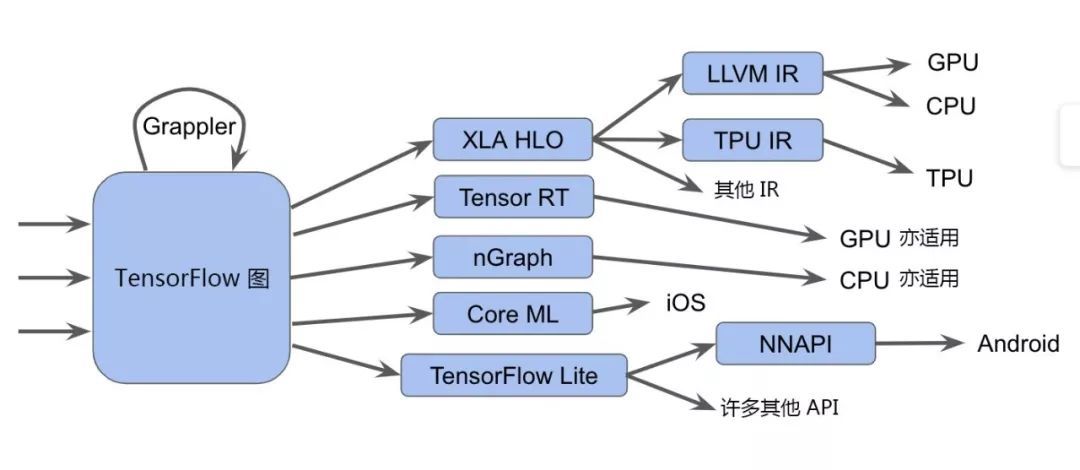 Grappler
TensorFlow 图
XLA HLO
LLVM IR
GPU
CPU
TPU IR
TPU
其他 IR
Tensor RT
GPU 亦适用
nGraph
CPU 亦适用
Core ML
iOS
TensorFlow Lite
NNAPI
Android
许多其他 API